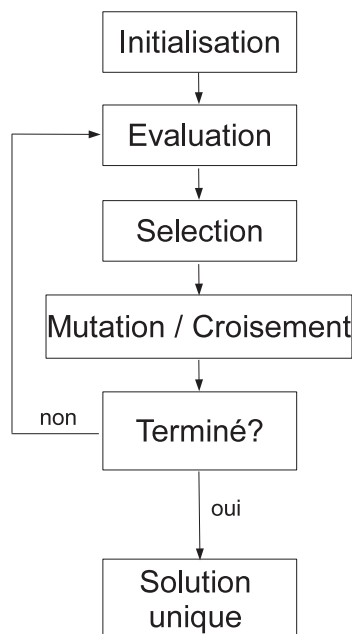 Initialisation
Evaluation
Selection
Mutation / Croisement
Terminé?
non
oui
Solution
unique